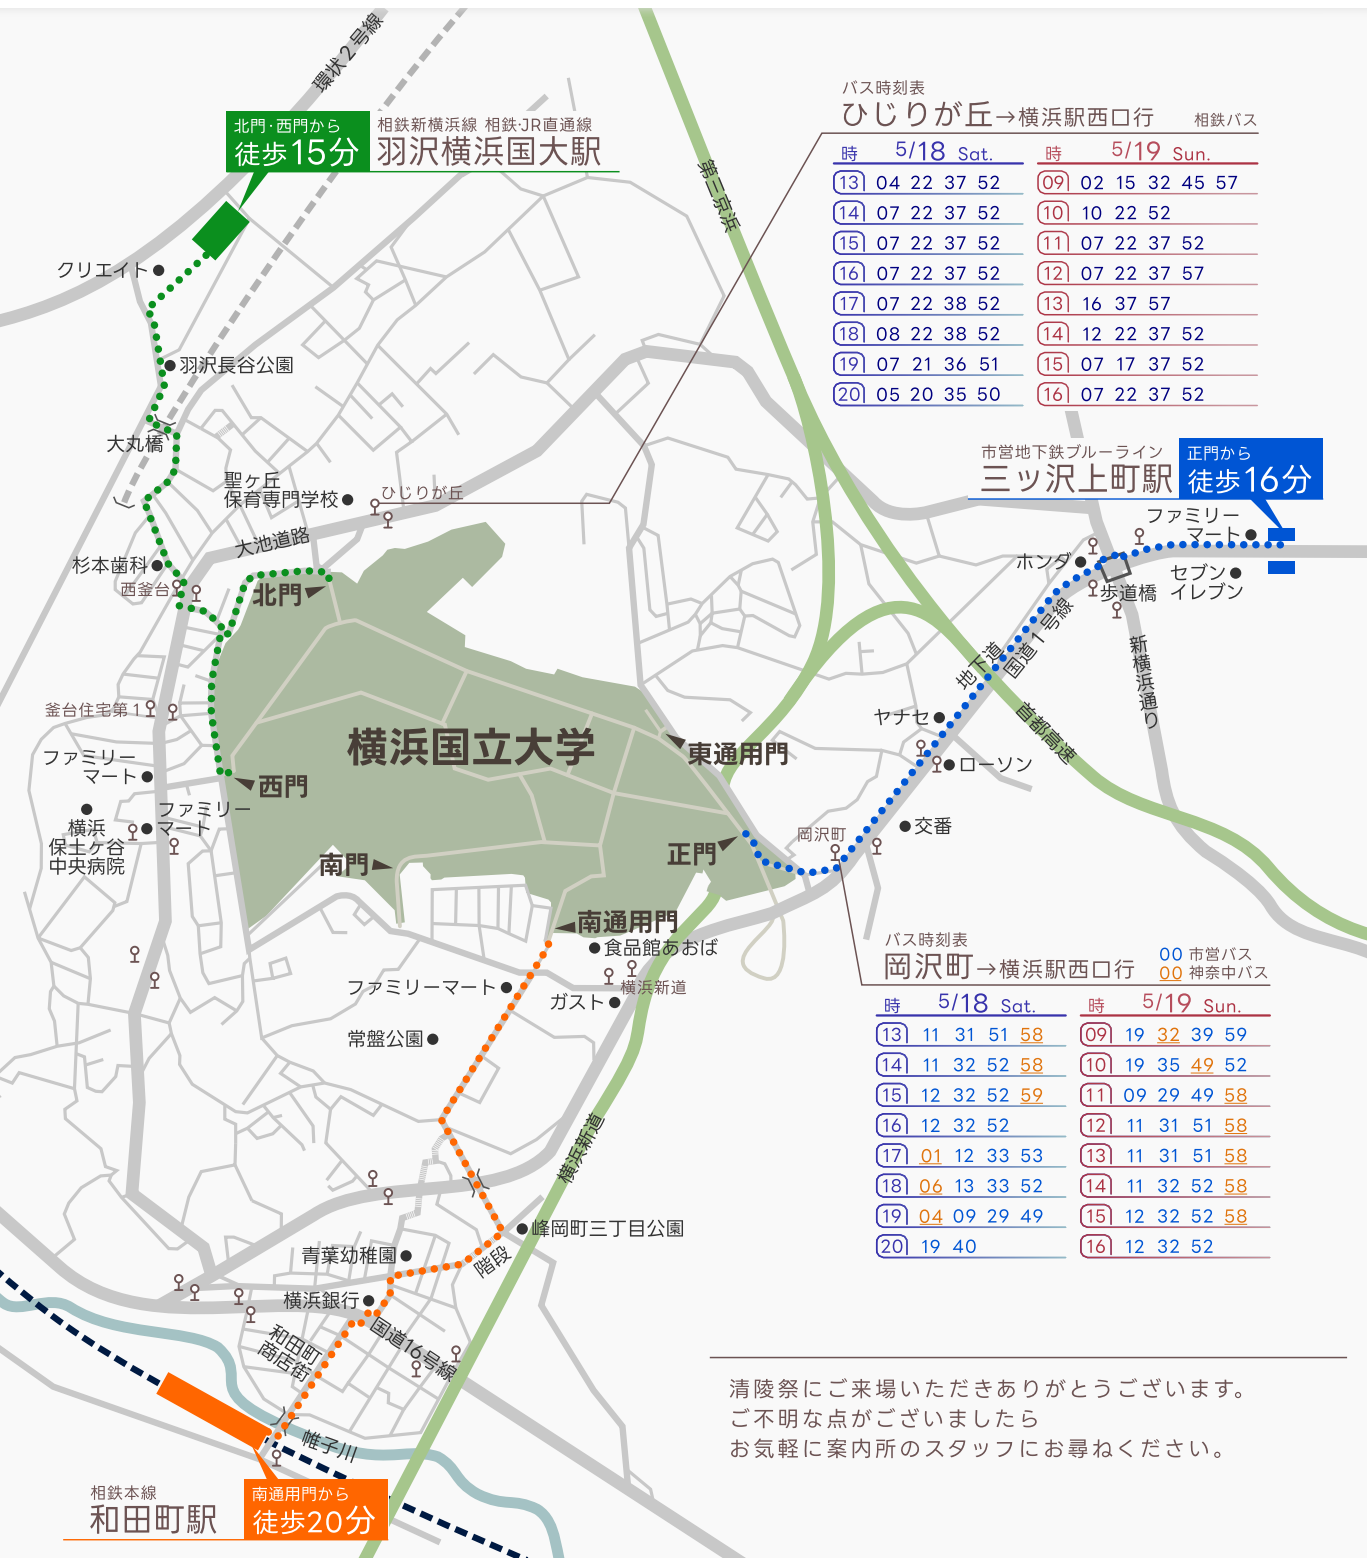 環状2号線
北門・西門から
徒歩15分
相鉄新横浜線 相鉄・JR直通線
羽沢横浜国大駅
クリエイト
羽沢長谷公園
大丸橋
聖ヶ丘
保育専門学校
ひじりが丘
大池道路
杉本歯科
西釜台
北門
釜台住宅第1
ファミリー
マート
西門
横浜
保土ヶ谷
中央病院
ファミリー
マート
横浜国立大学
東通用門
正門
南門
南通用門
食品館あおば
横浜新道
ガスト
ファミリーマート
常盤公園
横浜新道
峰岡町三丁目公園
階段
青葉幼稚園
横浜銀行
国道16号線
和田町
商店街
帷子川
相鉄本線
和田町駅
南通用門から
徒歩20分
第三京浜
バス時刻表
ひじりが丘→横浜駅西口行 相鉄バス
時 5/18 Sat.
13 04 22 37 52
14 07 22 37 52
15 07 22 37 52
16 07 22 37 52
17 07 22 38 52
18 08 22 38 52
19 07 21 36 51
20 05 20 35 50
時 5/19 Sun.
09 02 15 32 45 57
10 10 22 52
11 07 22 37 52
12 07 22 37 57
13 16 37 57
14 12 22 37 52
15 07 17 37 52
16 07 22 37 52
市営地下鉄ブルーライン
三ッ沢上町駅
正門から
徒歩16分
ファミリー
マート
ホンダ
セブン
イレブン
歩道橋
国道1号線
地下道
新横浜通り
首都高速
ヤナセ
ローソン
交番
岡沢町
バス時刻表
岡沢町→横浜駅西口行
00 市営バス
00 神奈中バス
時 5/18 Sat.
13 11 31 51 58
14 11 32 52 58
15 12 32 52 59
16 12 32 52
17 01 12 33 53
18 06 13 33 52
19 04 09 29 49
20 19 40
時 5/19 Sun.
09 19 32 39 59
10 19 35 49 52
11 09 29 49 58
12 11 31 51 58
13 11 31 51 58
14 11 32 52 58
15 12 32 52 58
16 12 32 52
清陵祭にご来場いただきありがとうございます。
ご不明な点がございましたら
お気軽に案内所のスタッフにお尋ねください。